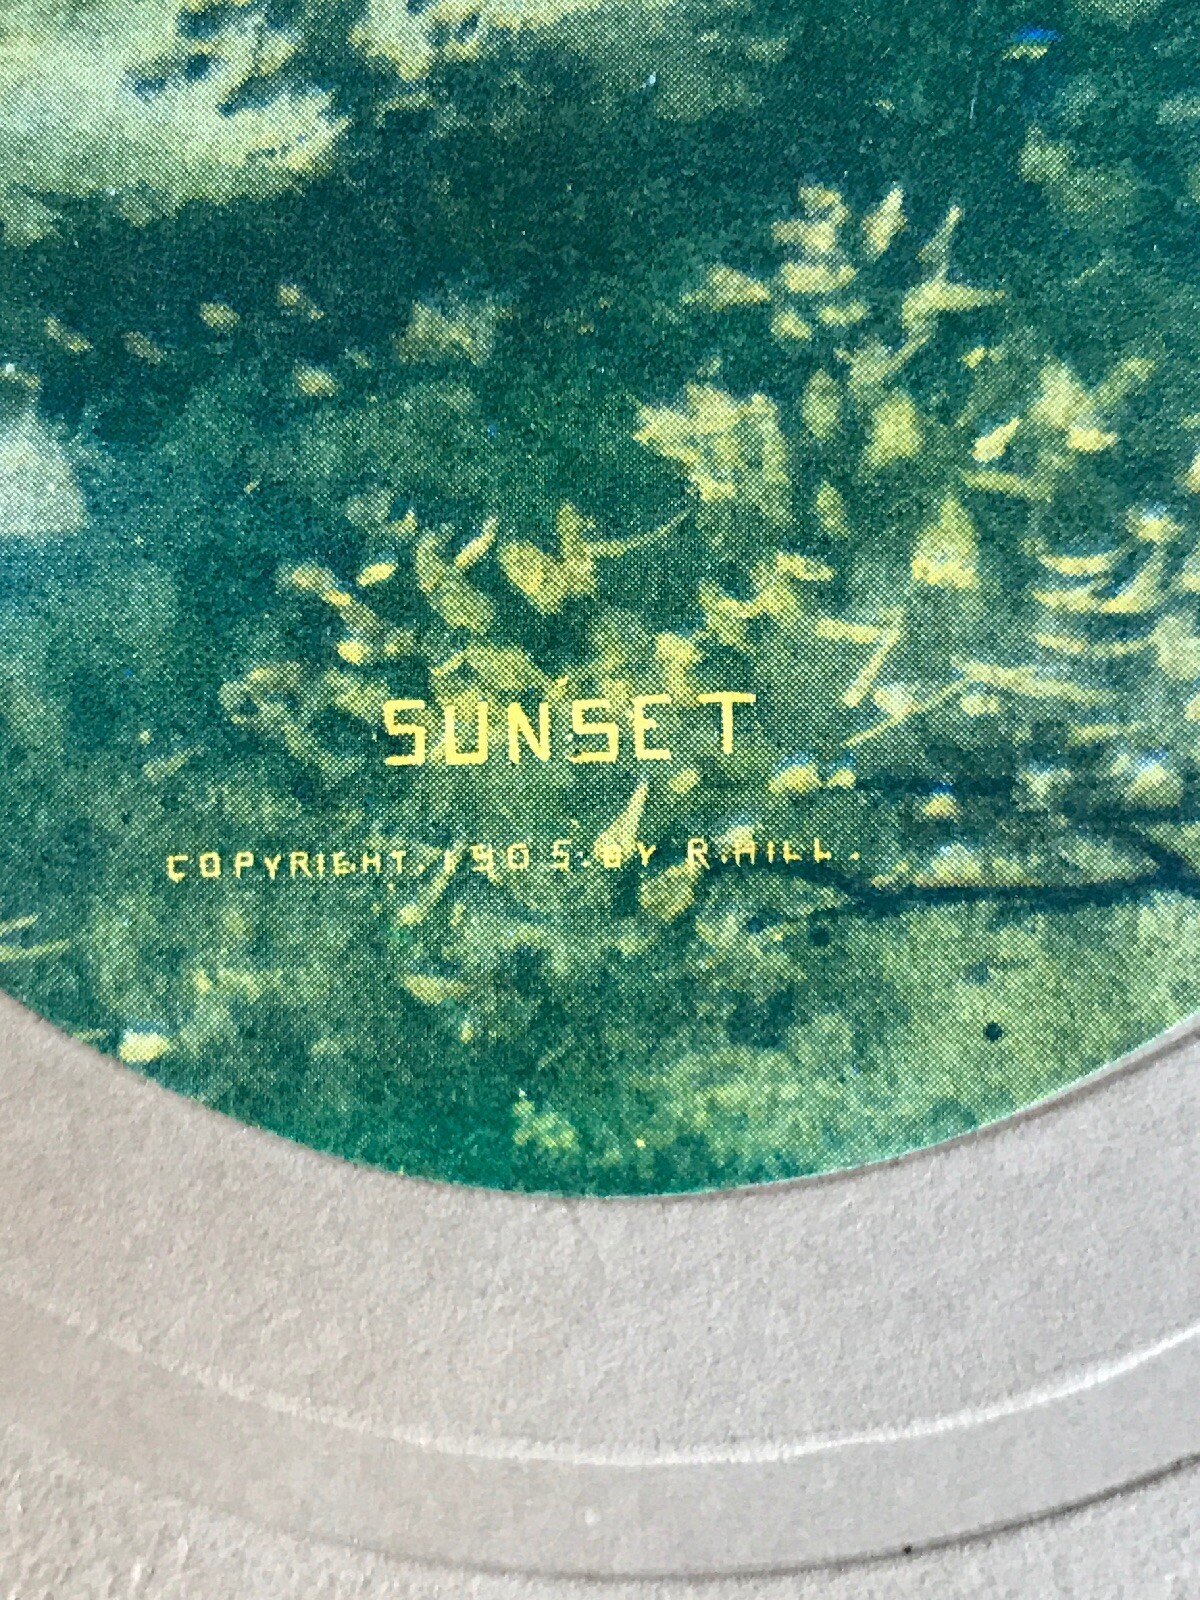 SUNSET
COPYRIGHT, 1905 BY R. HILL.